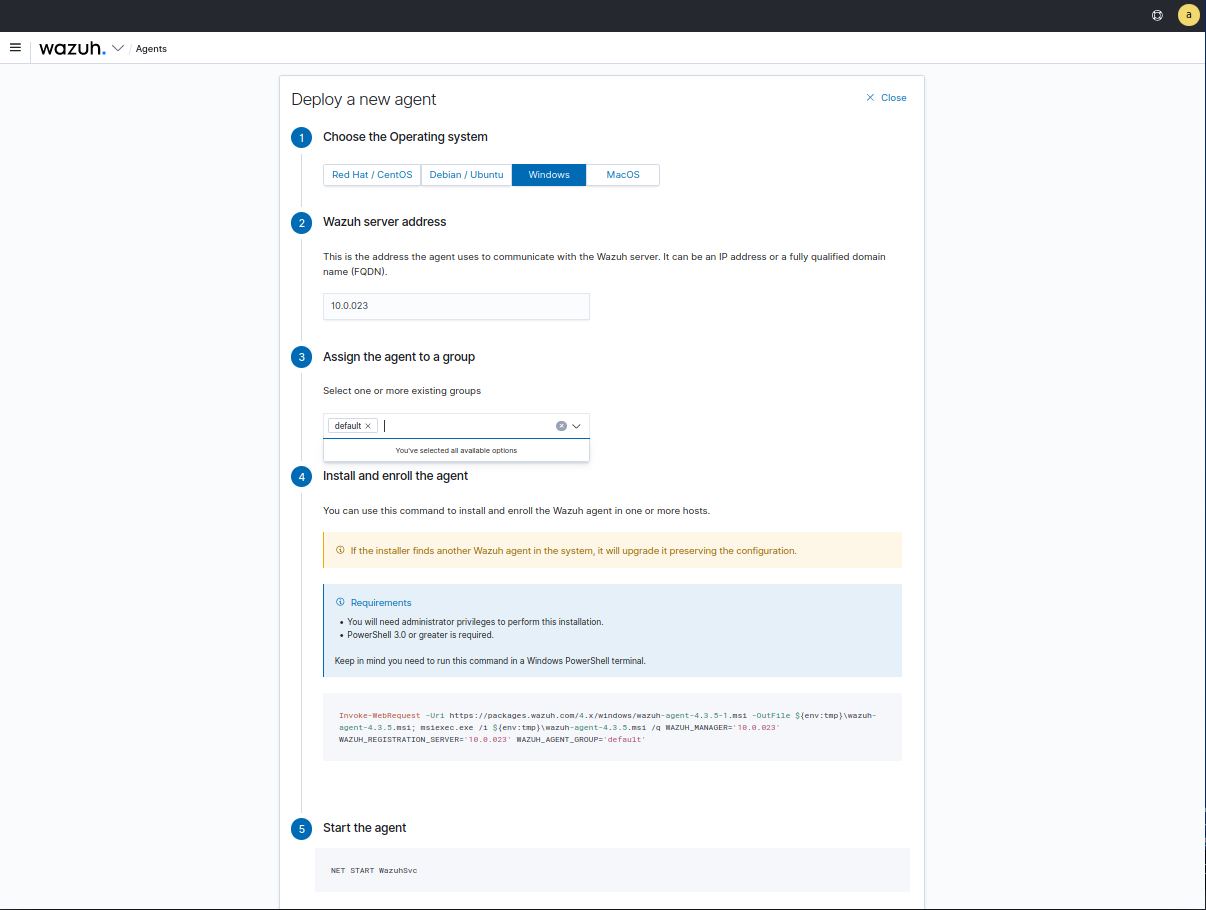 a
wazuh. / Agents
Deploy a new agent
× Close
1 Choose the Operating system
Red Hat / CentOS Debian / Ubuntu Windows MacOS
2 Wazuh server address
This is the address the agent uses to communicate with the Wazuh server. It can be an IP address or a fully qualified domain
name (FQDN).
10.0.023
3 Assign the agent to a group
Select one or more existing groups
default ×
You've selected all available options
4 Install and enroll the agent
You can use this command to install and enroll the Wazuh agent in one or more hosts.
If the installer finds another Wazuh agent in the system, it will upgrade it preserving the configuration.
Requirements
• You will need administrator privileges to perform this installation.
• PowerShell 3.0 or greater is required.
Keep in mind you need to run this command in a Windows PowerShell terminal.
Invoke-WebRequest -Uri https://packages.wazuh.com/4.x/windows/wazuh-agent-4.3.5-1.msi -OutFile ${env:tmp}\wazuh-
agent-4.3.5.msi; msiexec.exe /i ${env:tmp}\wazuh-agent-4.3.5.msi /q WAZUH_MANAGER='10.0.023'
WAZUH_REGISTRATION_SERVER='10.0.023' WAZUH_AGENT_GROUP='default'
5 Start the agent
NET START WazuhSvc